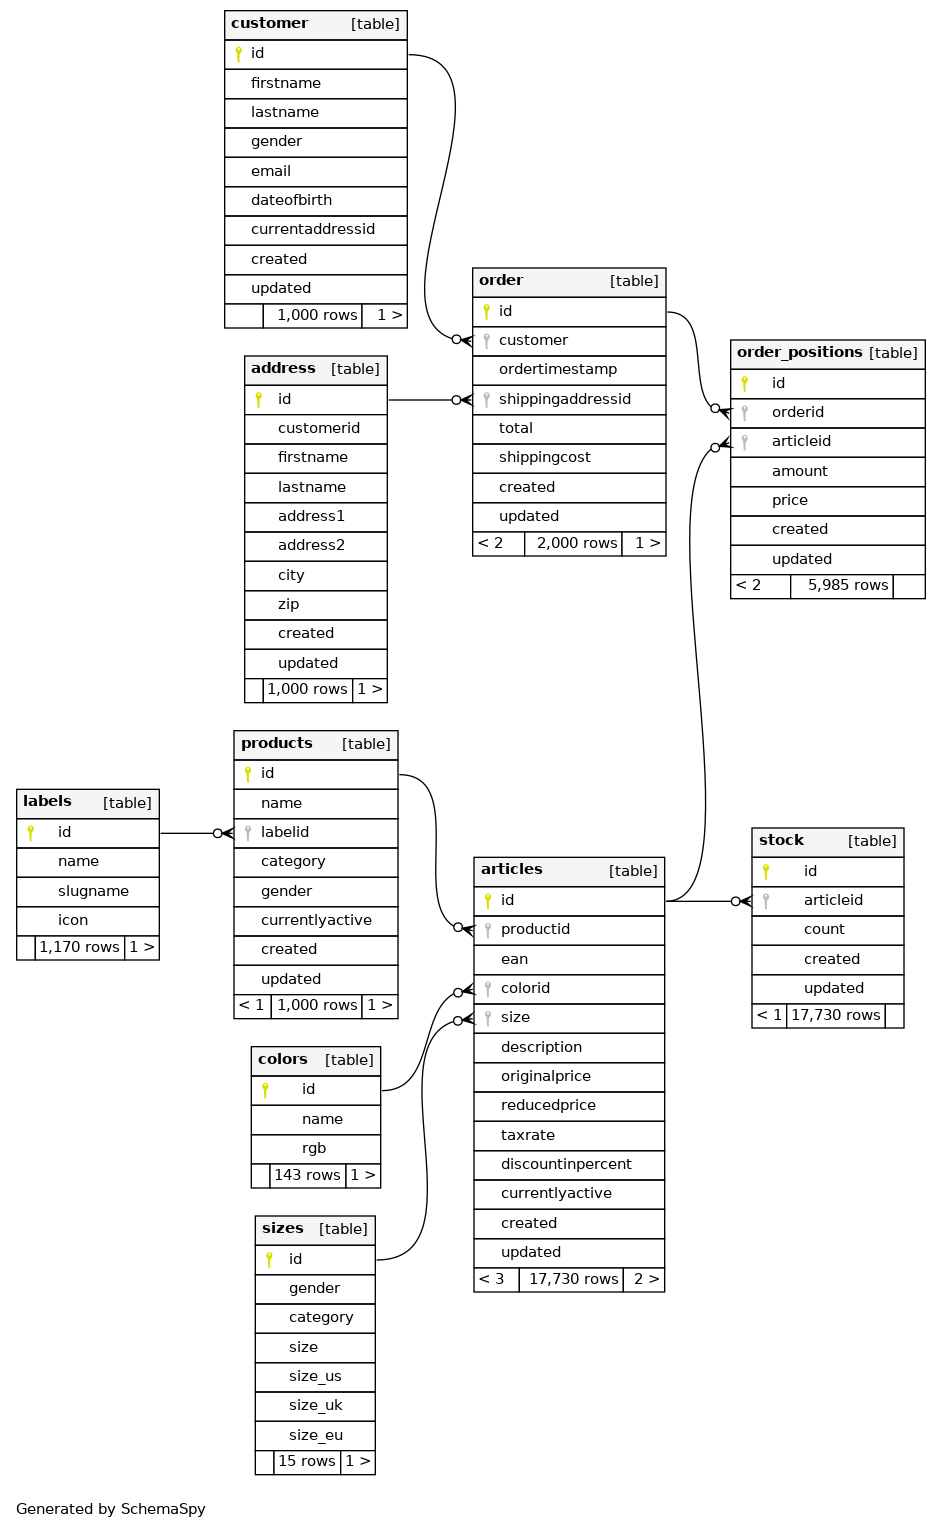 customer [table]
id
firstname
lastname
gender
email
dateofbirth
currentaddressid
created
updated
1,000 rows 1 >
address [table]
id
customerid
firstname
lastname
address1
address2
city
zip
created
updated
1,000 rows 1 >
order [table]
id
customer
ordertimestamp
shippingaddressid
total
shippingcost
created
updated
< 2 2,000 rows 1 >
order_positions [table]
id
orderid
articleid
amount
price
created
updated
< 2 5,985 rows
labels [table]
id
name
slugname
icon
1,170 rows 1 >
products [table]
id
name
labelid
category
gender
currentlyactive
created
updated
< 1 1,000 rows 1 >
colors [table]
id
name
rgb
143 rows 1 >
sizes [table]
id
gender
category
size
size_us
size_uk
size_eu
15 rows 1 >
articles [table]
id
productid
ean
colorid
size
description
originalprice
reducedprice
taxrate
discountinpercent
currentlyactive
created
updated
< 3 17,730 rows 2 >
stock [table]
id
articleid
count
created
updated
< 1 17,730 rows
Generated by SchemaSpy